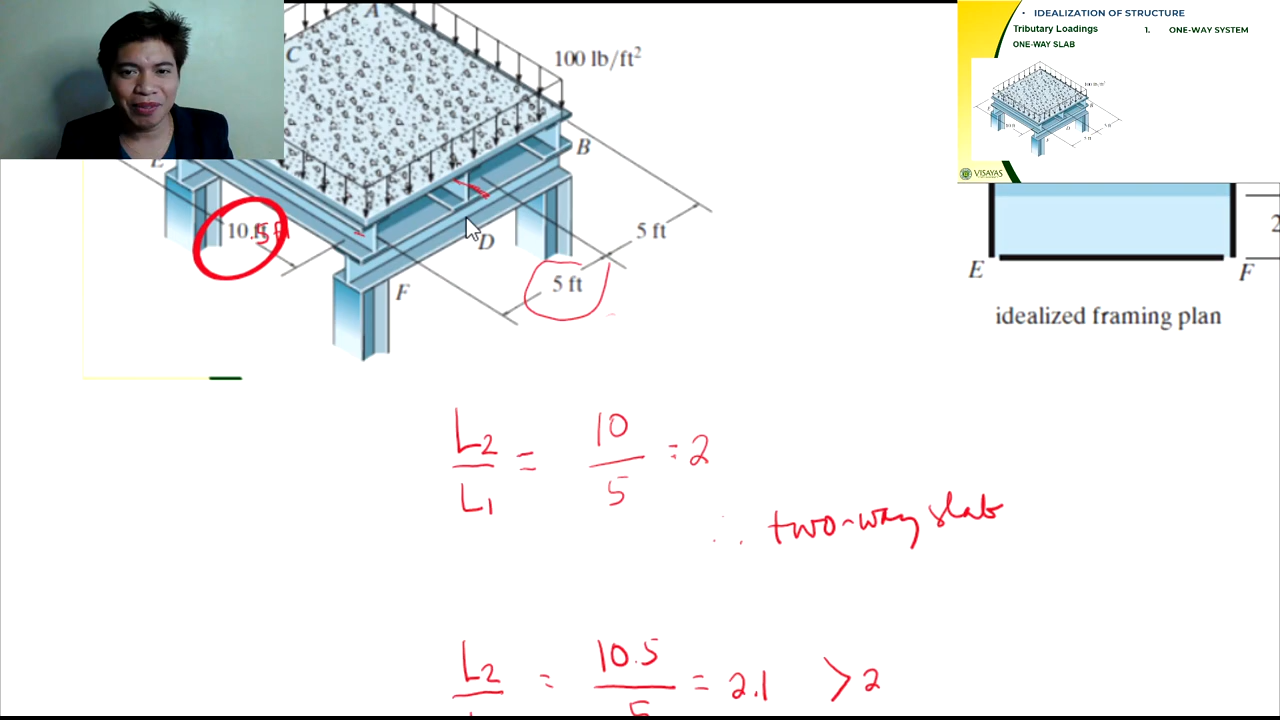 A
C
100 lb/ft²
B
10 ft
.5 ft
D
5 ft
5 ft
F
• IDEALIZATION OF STRUCTURE
Tributary Loadings
1. ONE-WAY SYSTEM
ONE-WAY SLAB
VISAYAS
2
E
F
idealized framing plan
L2/L1 = 10/5 = 2
∴ two-way slab
L2 = 10.5/5 = 2.1 > 2